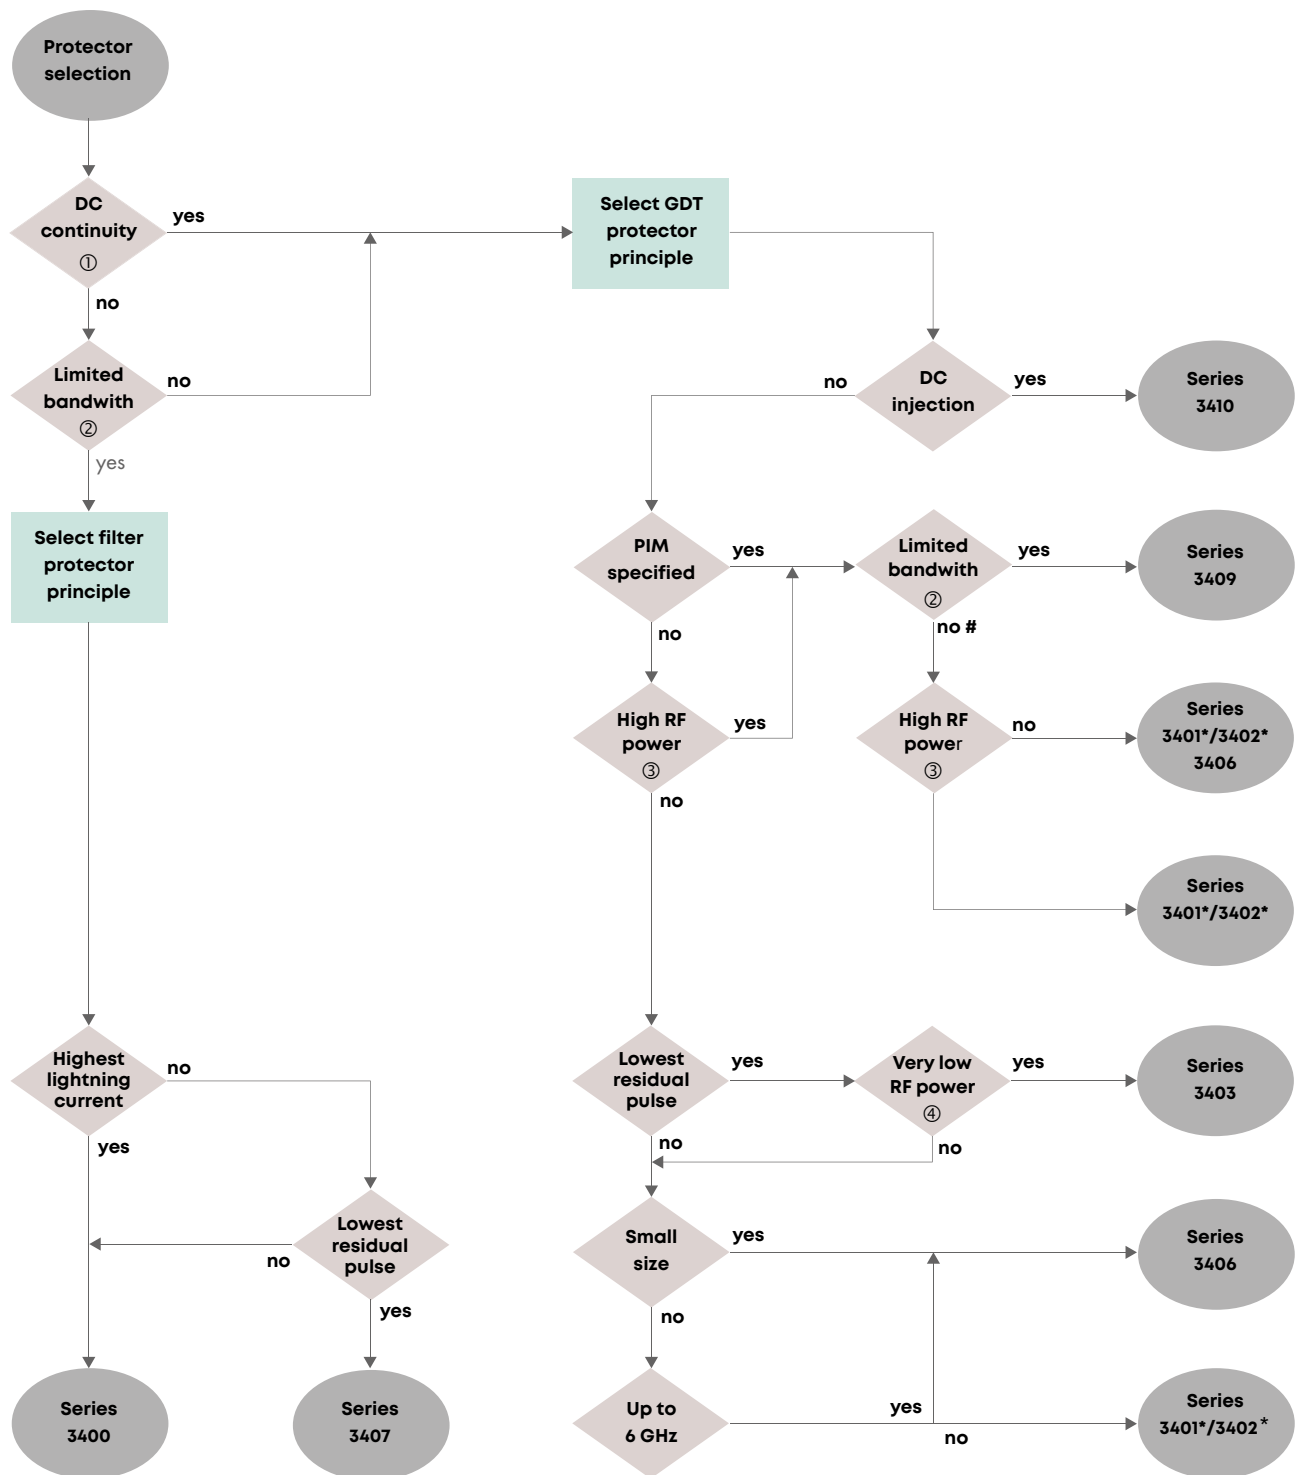 Protector
selection
DC
continuity
①
yes
no
Limited
bandwith
②
no
yes
Select filter
protector
principle
Select GDT
protector
principle
DC
injection
no
yes
Series
3410
PIM
specified
yes
no
Limited
bandwith
②
yes
no #
Series
3409
High RF
power
③
yes
no
High RF
power
③
no
Series
3401*/3402*
3406
Series
3401*/3402*
Highest
lightning
current
no
yes
Lowest
residual
pulse
no
yes
Series
3400
Series
3407
Lowest
residual
pulse
yes
no
Very low
RF power
④
yes
no
Series
3403
Small
size
yes
no
Series
3406
Up to
6 GHz
yes
no
Series
3401*/3402*